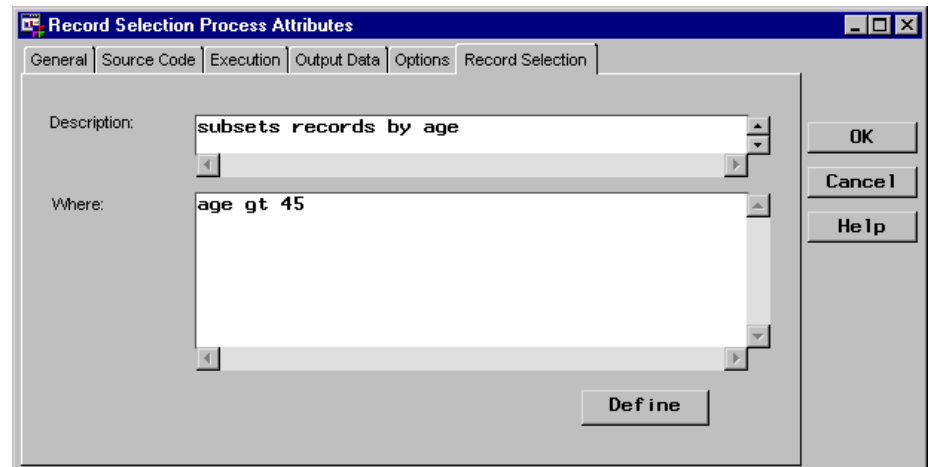 Record Selection Process Attributes
General Source Code Execution Output Data Options Record Selection
Description:
subsets records by age
OK
Cancel
Where:
age gt 45
Help
Define